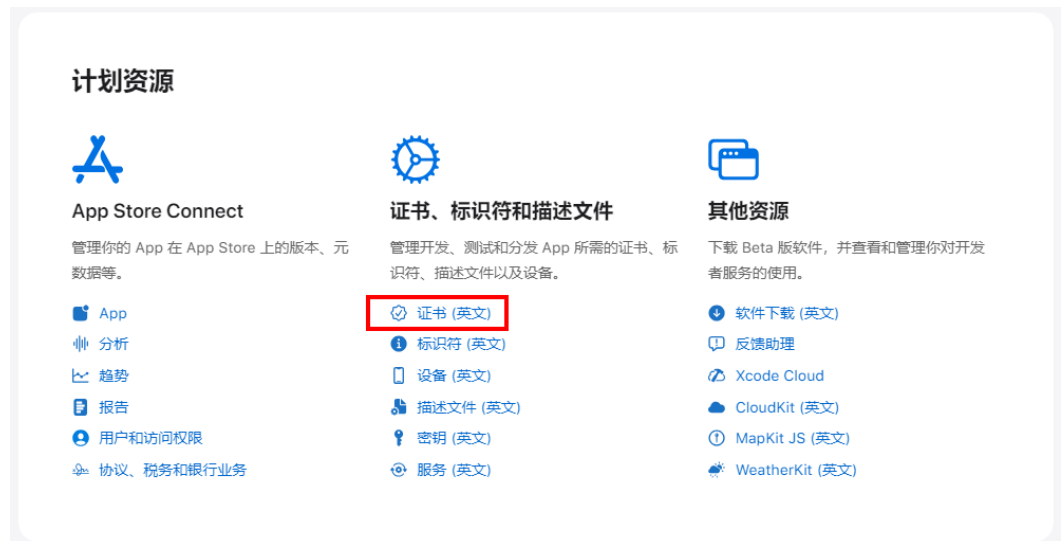 计划资源
App Store Connect
管理你的 App 在 App Store 上的版本、元
数据等。
App
分析
趋势
报告
用户和访问权限
协议、税务和银行业务
证书、标识符和描述文件
管理开发、测试和分发 App 所需的证书、标
识符、描述文件以及设备。
证书 (英文)
标识符 (英文)
设备 (英文)
描述文件 (英文)
密钥 (英文)
服务 (英文)
其他资源
下载 Beta 版软件，并查看和管理你对开发
者服务的使用。
软件下载 (英文)
反馈助理
Xcode Cloud
CloudKit (英文)
MapKit JS (英文)
WeatherKit (英文)